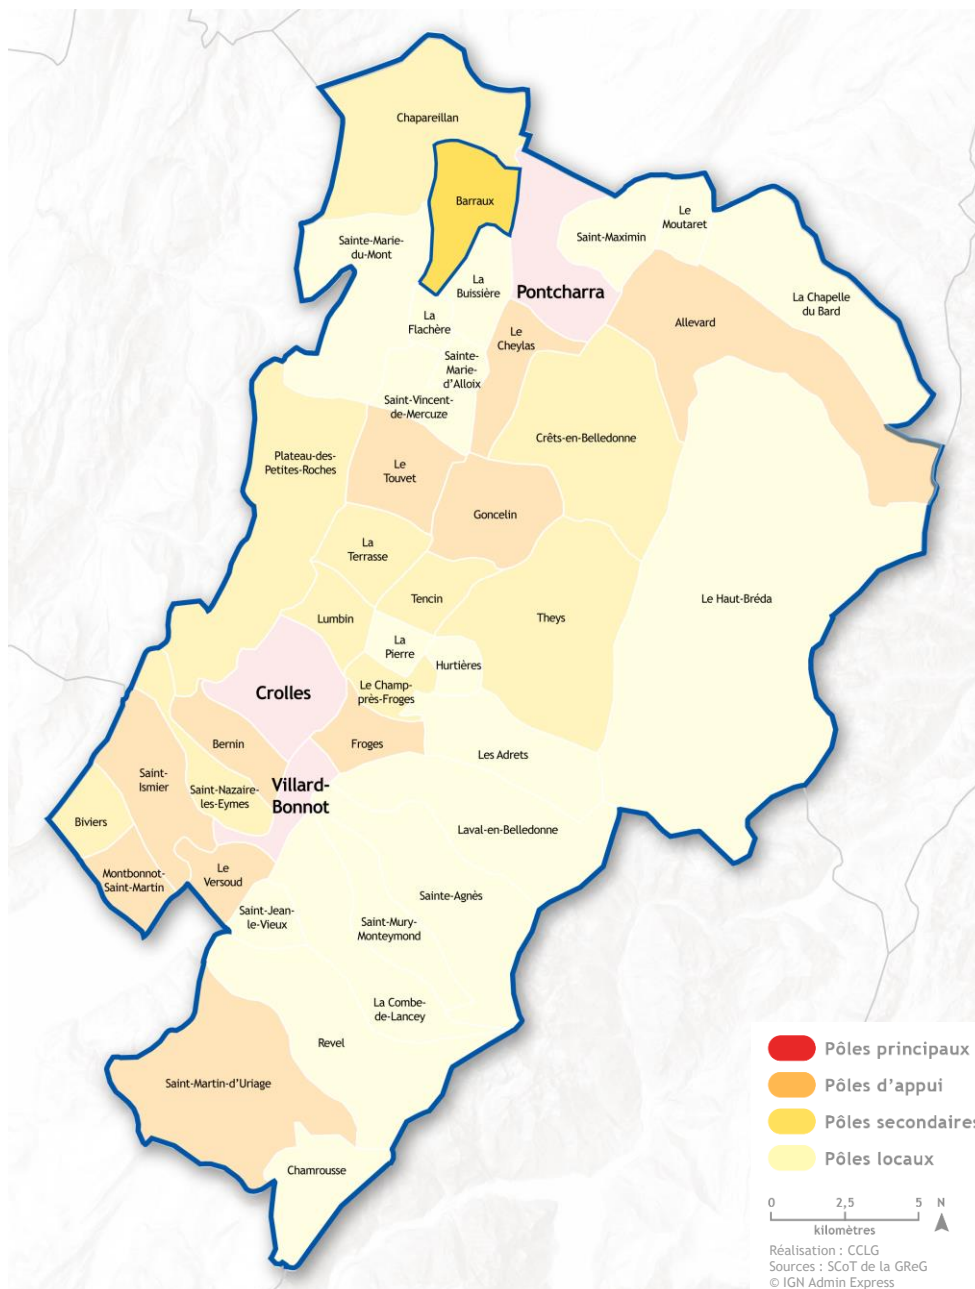 Chapareillan
Barraux
Sainte-Marie-
du-Mont
La
Buissière
Pontcharra
Saint-Maximin
Le
Moutaret
La Chapelle
du Bard
Allevard
La
Flachère
Le
Cheylas
Sainte-
Marie-
d'Alloix
Saint-Vincent-
de-Mercuze
Crêts-en-Belledonne
Plateau-des-
Petites-Roches
Le
Touvet
Goncelin
La
Terrasse
Tencin
Lumbin
Theys
Le Haut-Bréda
La
Pierre
Hurtières
Crolles
Le Champ-
près-Froges
Froges
Bernin
Les Adrets
Saint-
Ismier
Saint-Nazaire-
les-Eymes
Villard-
Bonnot
Biviers
Laval-en-Belledonne
Montbonnot-
Saint-Martin
Le
Versoud
Sainte-Agnès
Saint-Jean-
le-Vieux
Saint-Mury-
Monteymond
La Combe-
de-Lancey
Revel
Saint-Martin-d'Uriage
Chamrousse
Pôles principaux
Pôles d'appui
Pôles secondaires
Pôles locaux
0 2,5 5 N
kilomètres
Réalisation : CCLG
Sources : SCoT de la GReG
© IGN Admin Express